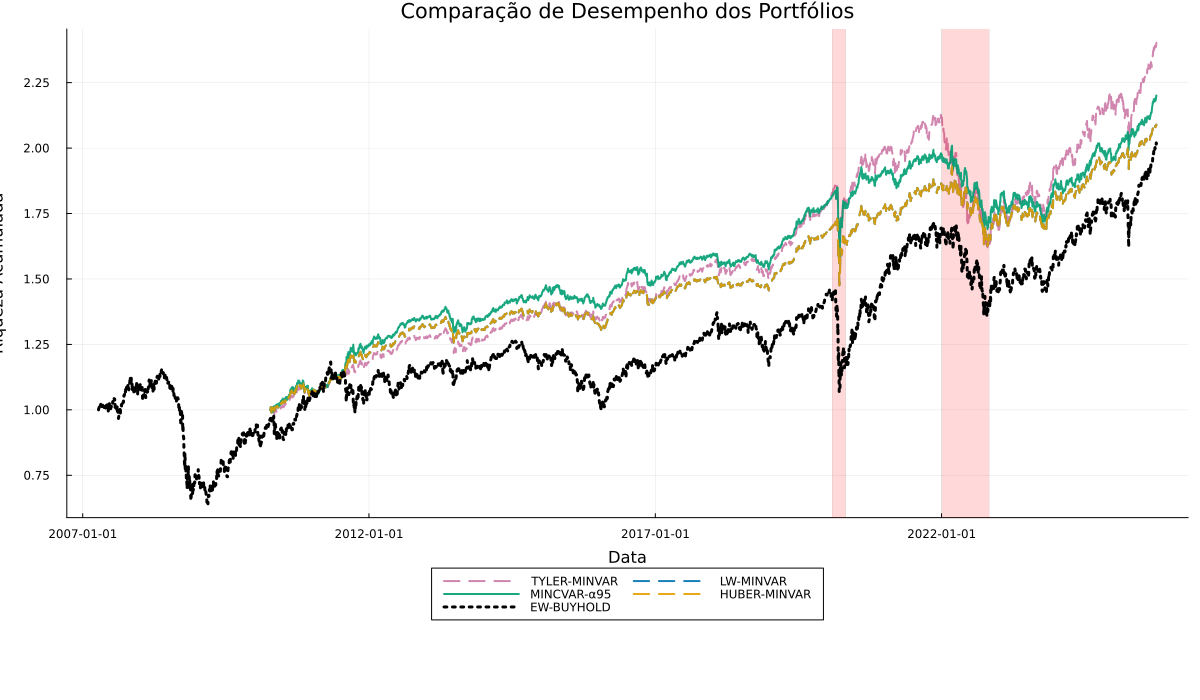 Comparação de Desempenho dos Portfólios
2.25
2.00
1.75
1.50
1.25
1.00
0.75
2007-01-01 2012-01-01 2017-01-01 2022-01-01
Data
TYLER-MINVAR LW-MINVAR
MINCVAR-α95 HUBER-MINVAR
EW-BUYHOLD